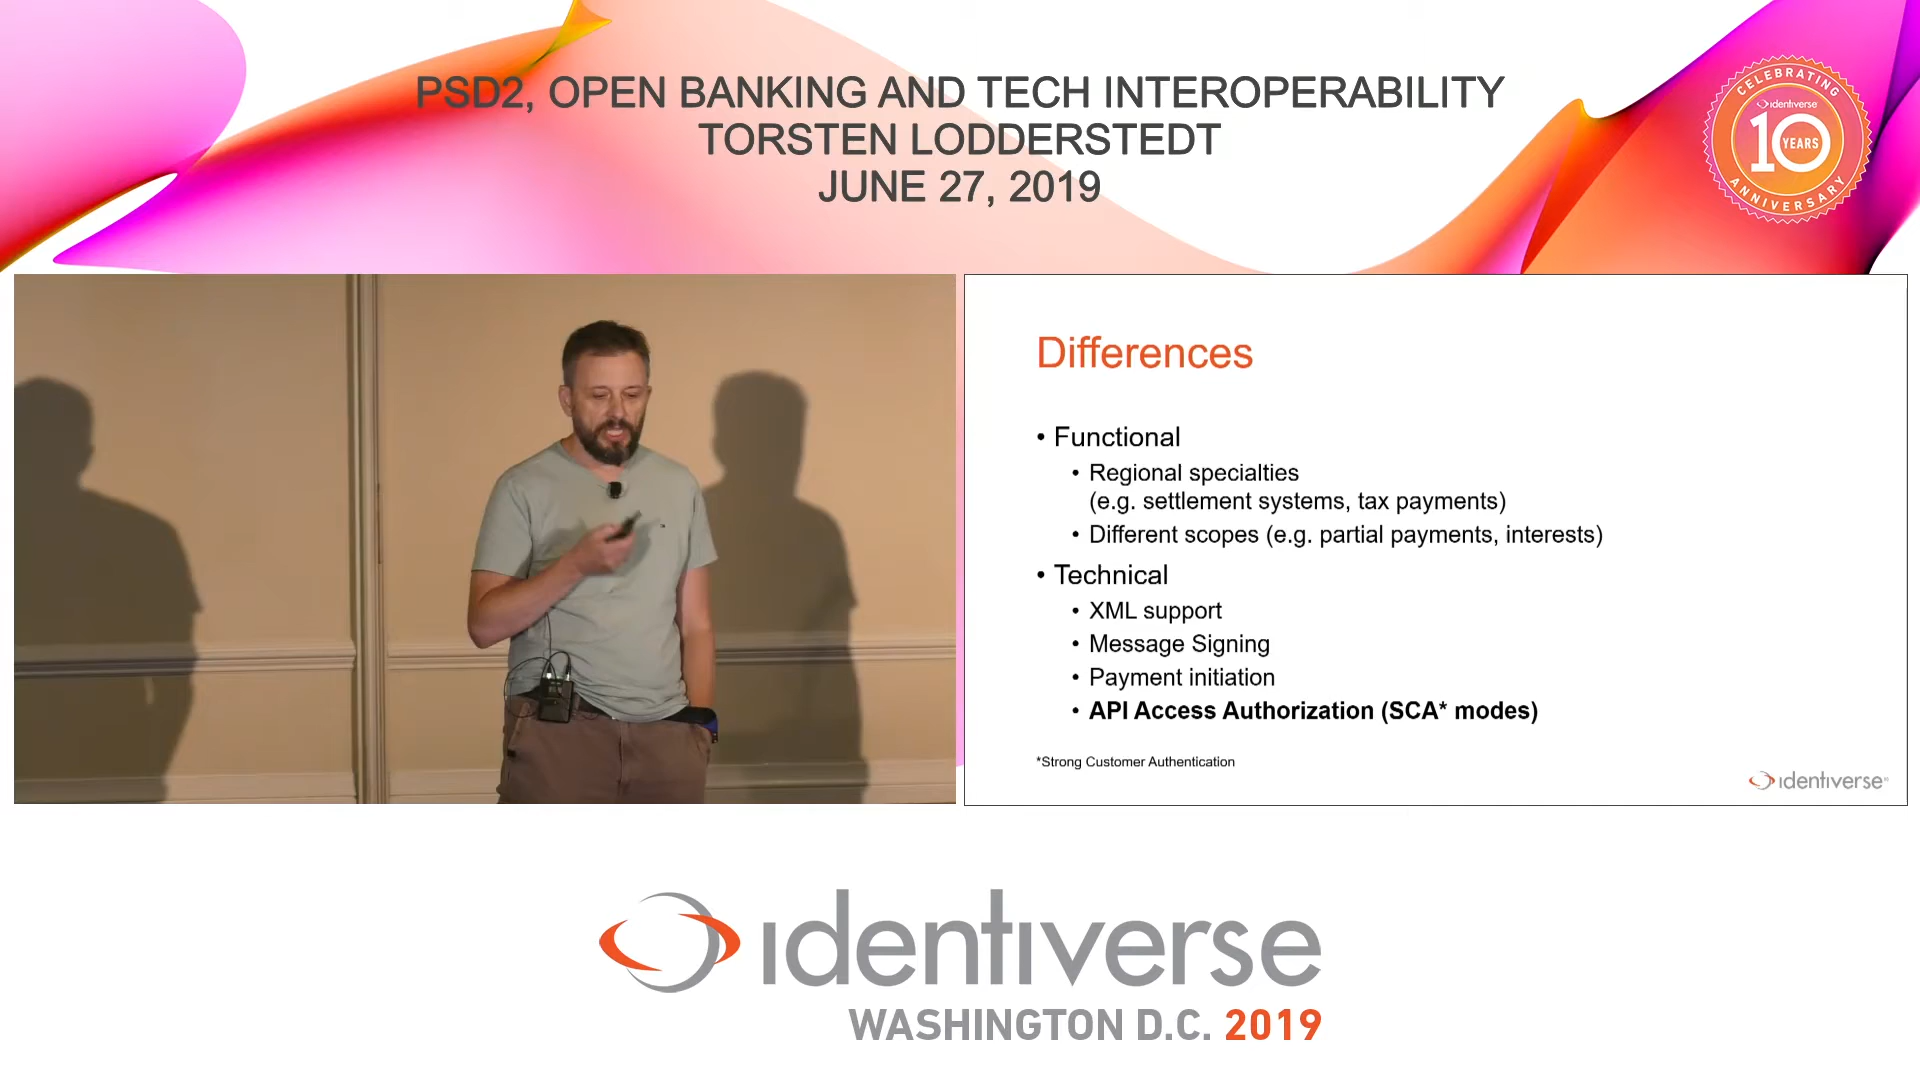 PSD2, OPEN BANKING AND TECH INTEROPERABILITY
TORSTEN LODDERSTEDT
JUNE 27, 2019
CELEBRATING
identiverse
10
YEARS
ANNIVERSARY
Differences
• Functional
• Regional specialties
(e.g. settlement systems, tax payments)
• Different scopes (e.g. partial payments, interests)
• Technical
• XML support
• Message Signing
• Payment initiation
• API Access Authorization (SCA* modes)
*Strong Customer Authentication
identiverse
identiverse
WASHINGTON D.C. 2019